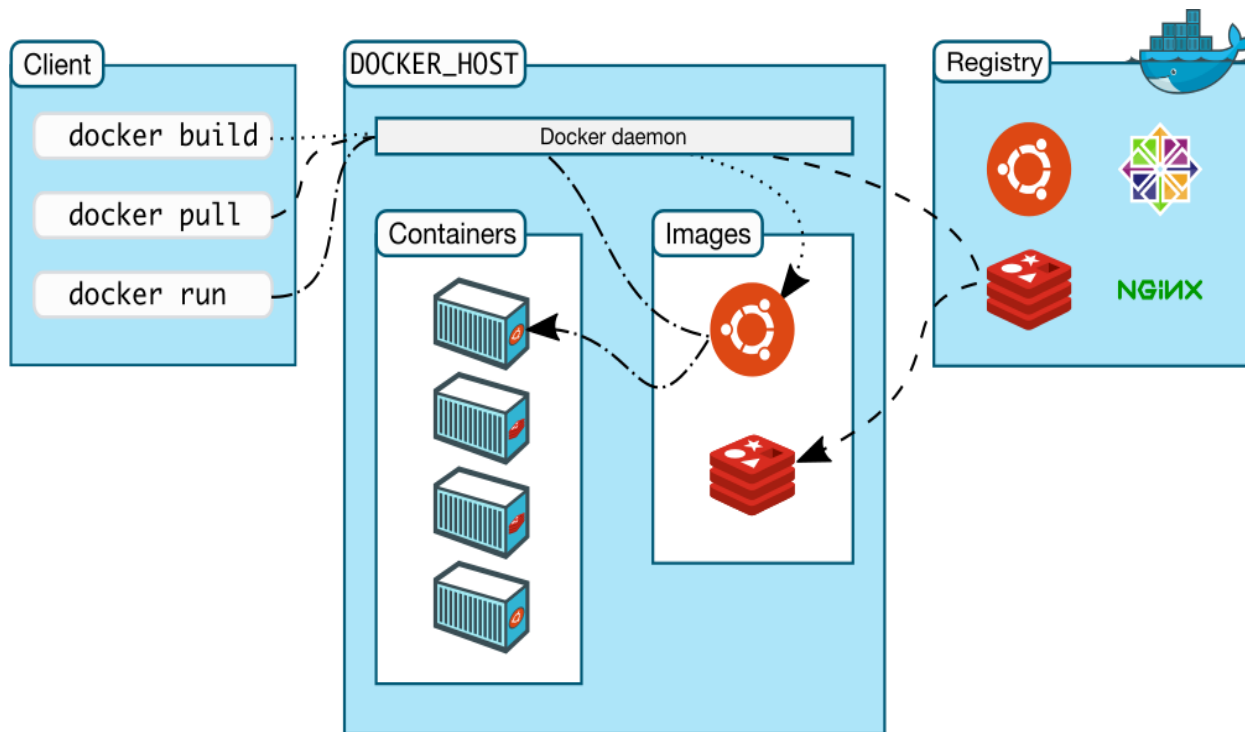 Client
docker build
docker pull
docker run
DOCKER_HOST
Docker daemon
Containers
Images
Registry
NGiNX